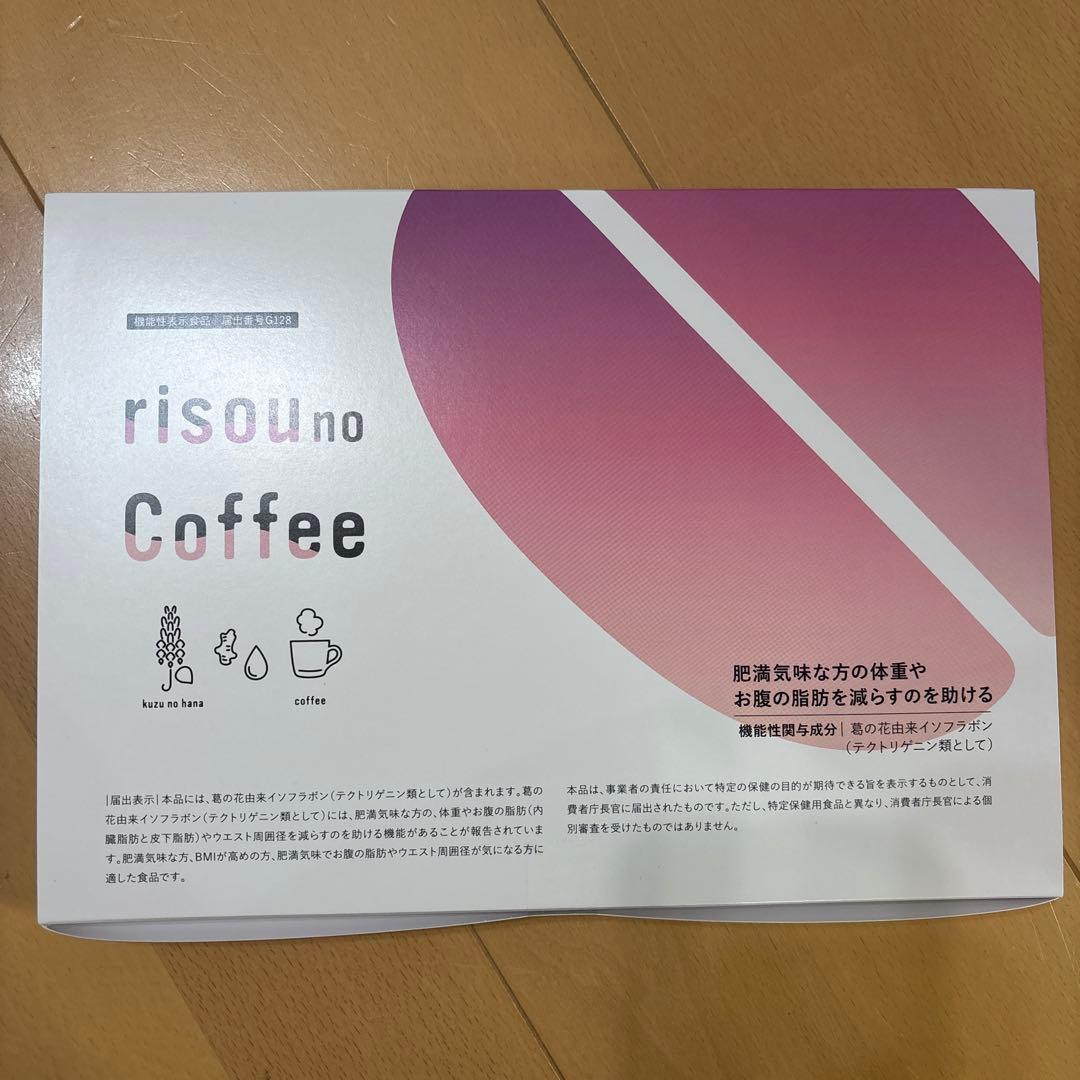 機能性表示食品 届出番号G128
risou no
Coffee
kuzu no hana
coffee
肥満気味な方の体重や
お腹の脂肪を減らすのを助ける
機能性関与成分|葛の花由来イソフラボン
(テクトリゲニン類として)
|届出表示|本品には、葛の花由来イソフラボン(テクトリゲニン類として)が含まれます。葛の
花由来イソフラボン(テクトリゲニン類として)には、肥満気味な方の、体重やお腹の脂肪(内
臓脂肪と皮下脂肪)やウエスト周囲径を減らすのを助ける機能があることが報告されていま
す。肥満気味な方、BMIが高めの方、肥満気味でお腹の脂肪やウエスト周囲径が気になる方に
適した食品です。
本品は、事業者の責任において特定の保健の目的が期待できる旨を表示するものとして、消
費者庁長官に届出されたものです。ただし、特定保健用食品と異なり、消費者庁長官による個
別審査を受けたものではありません。